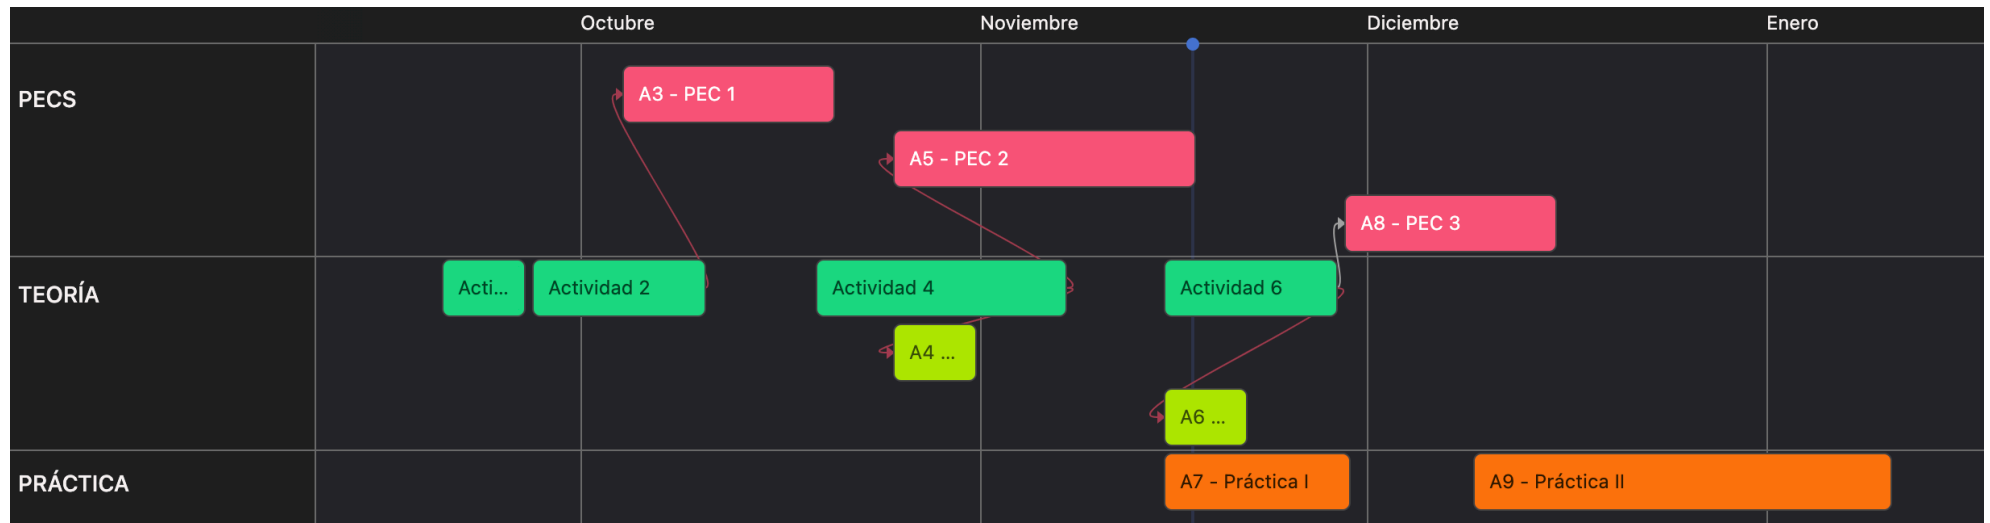 Octubre
Noviembre
Diciembre
Enero
PECS
A3 - PEC 1
A5 - PEC 2
A8 - PEC 3
TEORÍA
Acti...
Actividad 2
Actividad 4
Actividad 6
A4 ...
A6 ...
PRÁCTICA
A7 - Práctica I
A9 - Práctica II